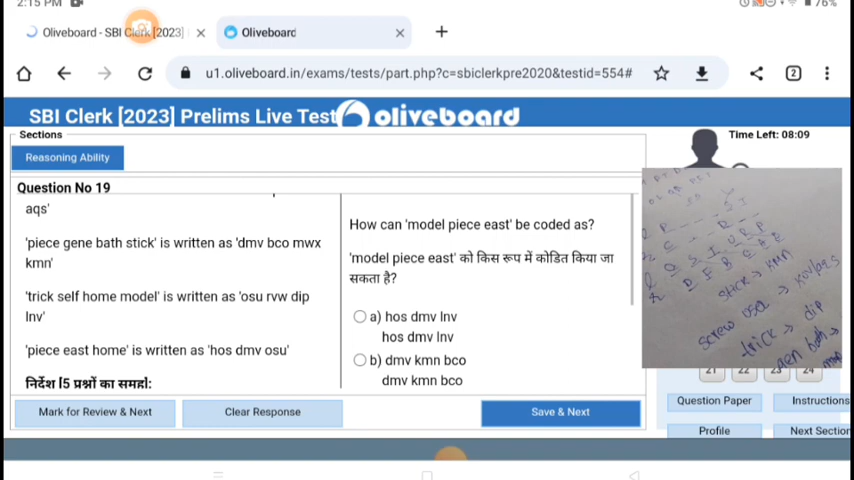 2:15 PM
76%
Oliveboard - SBI Clerk [2023]
Oliveboard
u1.oliveboard.in/exams/tests/part.php?c=sbiclerkpre2020&testid=554#
2
SBI Clerk [2023] Prelims Live Test
oliveboard
Sections
Reasoning Ability
Time Left: 08:09
Question No 19
aqs'
'piece gene bath stick' is written as 'dmv bco mwx
kmn'
'trick self home model' is written as 'osu rvw dip
lnv'
'piece east home' is written as 'hos dmv osu'
निर्देश [5 प्रश्नों का समूह]:
How can 'model piece east' be coded as?
'model piece east' को किस रूप में कोडित किया जा
सकता है?
a) hos dmv lnv
hos dmv lnv
b) dmv kmn bco
dmv kmn bco
stick → kmn
screw
trick → dip
21 22 23 24
Mark for Review & Next
Clear Response
Save & Next
Question Paper
Instructions
Profile
Next Section